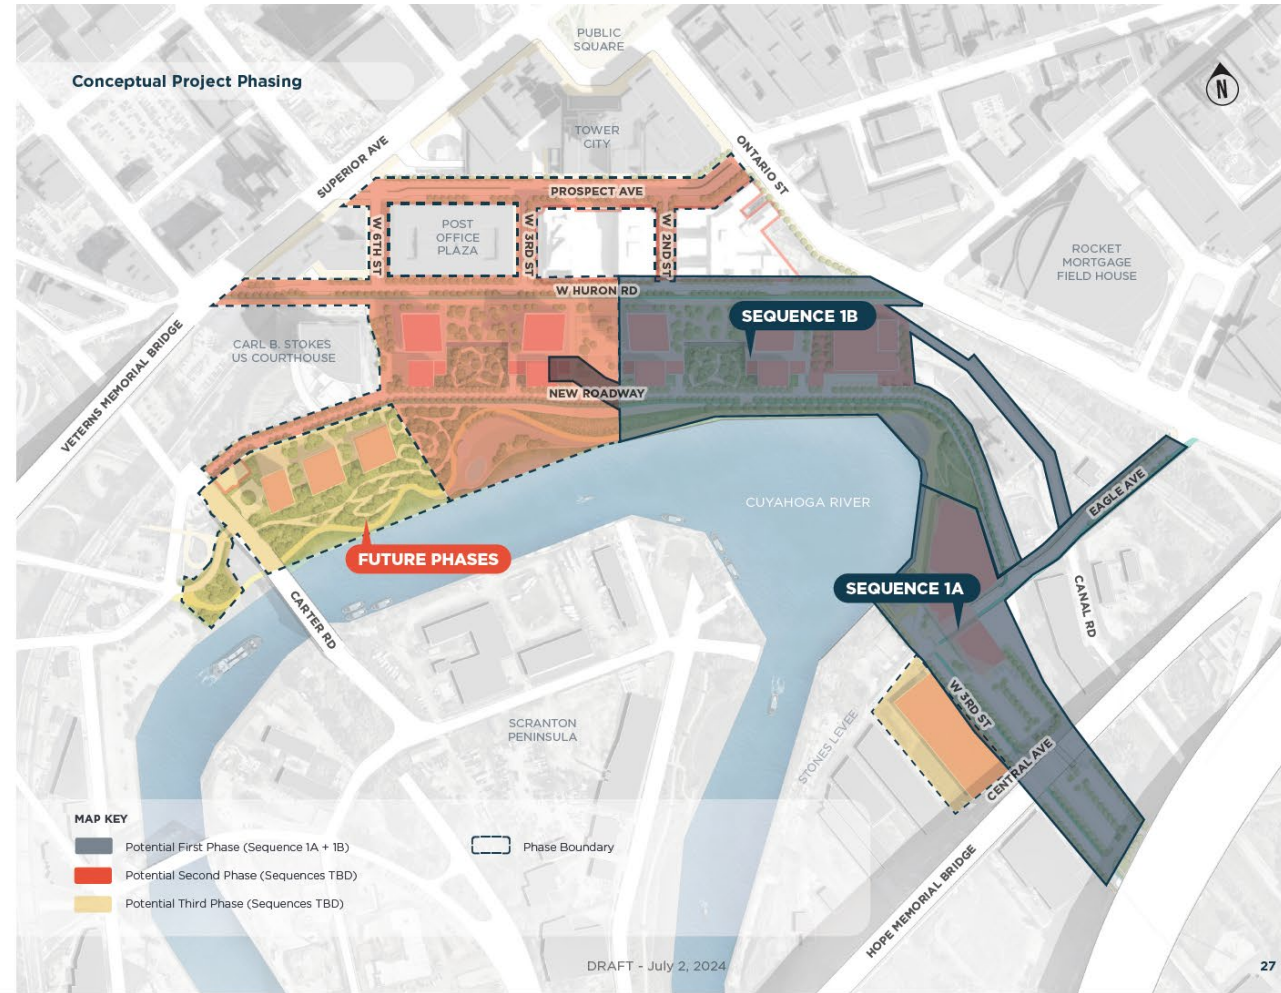 Conceptual Project Phasing
PUBLIC
SQUARE
N
TOWER
CITY
SUPERIOR AVE
ONTARIO ST
PROSPECT AVE
W 6TH ST
POST
OFFICE
PLAZA
W 3RD ST
W 2ND ST
ROCKET
MORTGAGE
FIELD HOUSE
W HURON RD
SEQUENCE 1B
CARL B. STOKES
US COURTHOUSE
VETERNS MEMORIAL BRIDGE
NEW ROADWAY
CUYAHOGA RIVER
EAGLE AVE
FUTURE PHASES
SEQUENCE 1A
CARTER RD
CANAL RD
W 3RD ST
SCRANTON
PENINSULA
STONES LEVEE
CENTRAL AVE
HOPE MEMORIAL BRIDGE
MAP KEY
Potential First Phase (Sequence 1A + 1B)
Phase Boundary
Potential Second Phase (Sequences TBD)
Potential Third Phase (Sequences TBD)
DRAFT - July 2, 2024
27